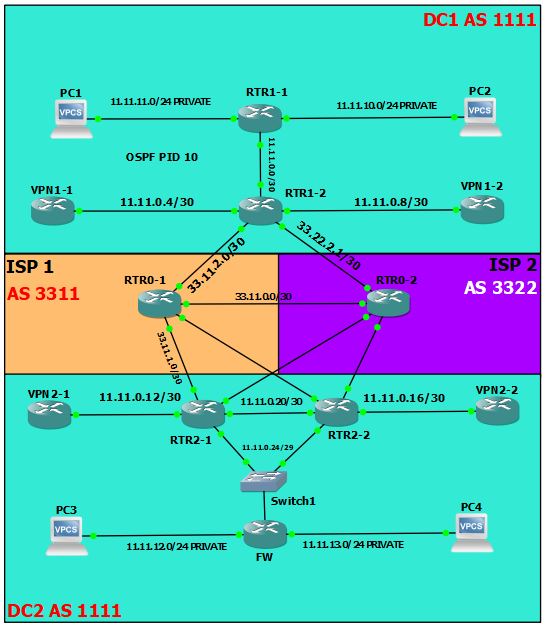 DC1 AS 1111
PC1
VPCS
11.11.11.0/24 PRIVATE
RTR1-1
11.11.10.0/24 PRIVATE
PC2
VPCS
OSPF PID 10
11.11.0.0/30
VPN1-1
11.11.0.4/30
RTR1-2
11.11.0.8/30
VPN1-2
33.11.2.0/30
33.22.2.1/30
ISP 1
AS 3311
ISP 2
AS 3322
RTR0-1
33.11.0.0/30
RTR0-2
33.11.1.0/30
VPN2-1
11.11.0.12/30
RTR2-1
11.11.0.20/30
RTR2-2
11.11.0.16/30
VPN2-2
11.11.0.24/29
Switch1
PC3
VPCS
11.11.12.0/24 PRIVATE
FW
11.11.13.0/24 PRIVATE
PC4
VPCS
DC2 AS 1111